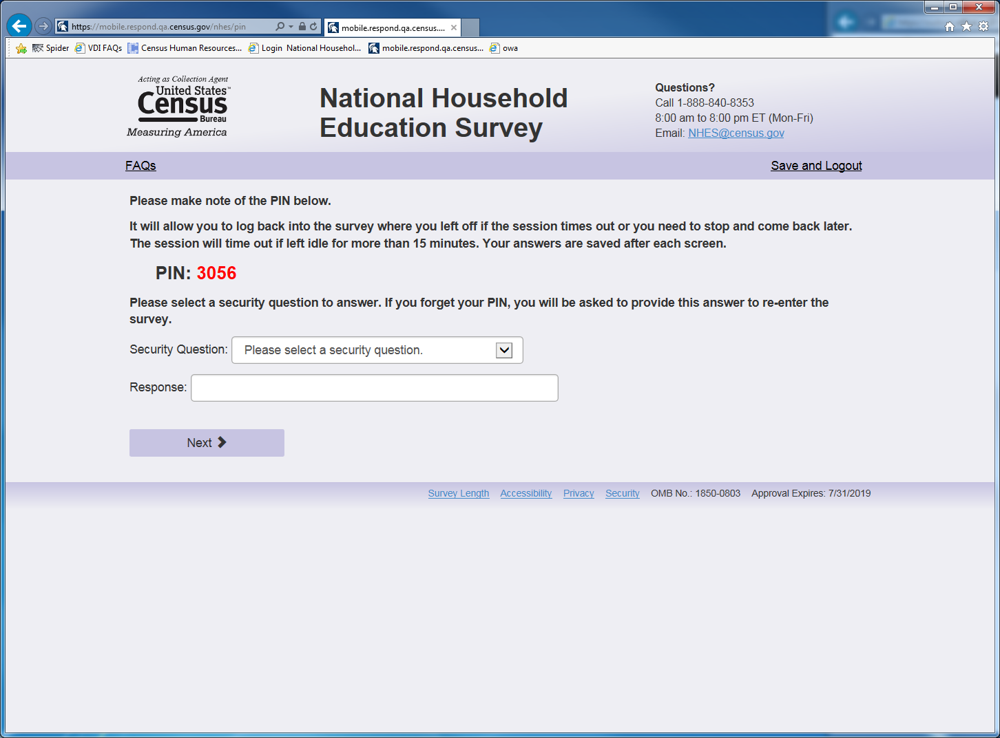 https://mobile.respond.qa.census.gov/nhes/pin
mobile.respond.qa.census....
Spider VDI FAQs Census Human Resources... Login National Househol... mobile.respond.qa.census... owa
Acting as Collection Agent
United States™
Census
Bureau
Measuring America
National Household
Education Survey
Questions?
Call 1-888-840-8353
8:00 am to 8:00 pm ET (Mon-Fri)
Email: NHES@census.gov
FAQs
Save and Logout
Please make note of the PIN below.
It will allow you to log back into the survey where you left off if the session times out or you need to stop and come back later.
The session will time out if left idle for more than 15 minutes. Your answers are saved after each screen.
PIN: 3056
Please select a security question to answer. If you forget your PIN, you will be asked to provide this answer to re-enter the
survey.
Security Question: Please select a security question.
Response:
Next
Survey Length Accessibility Privacy Security OMB No.: 1850-0803 Approval Expires: 7/31/2019